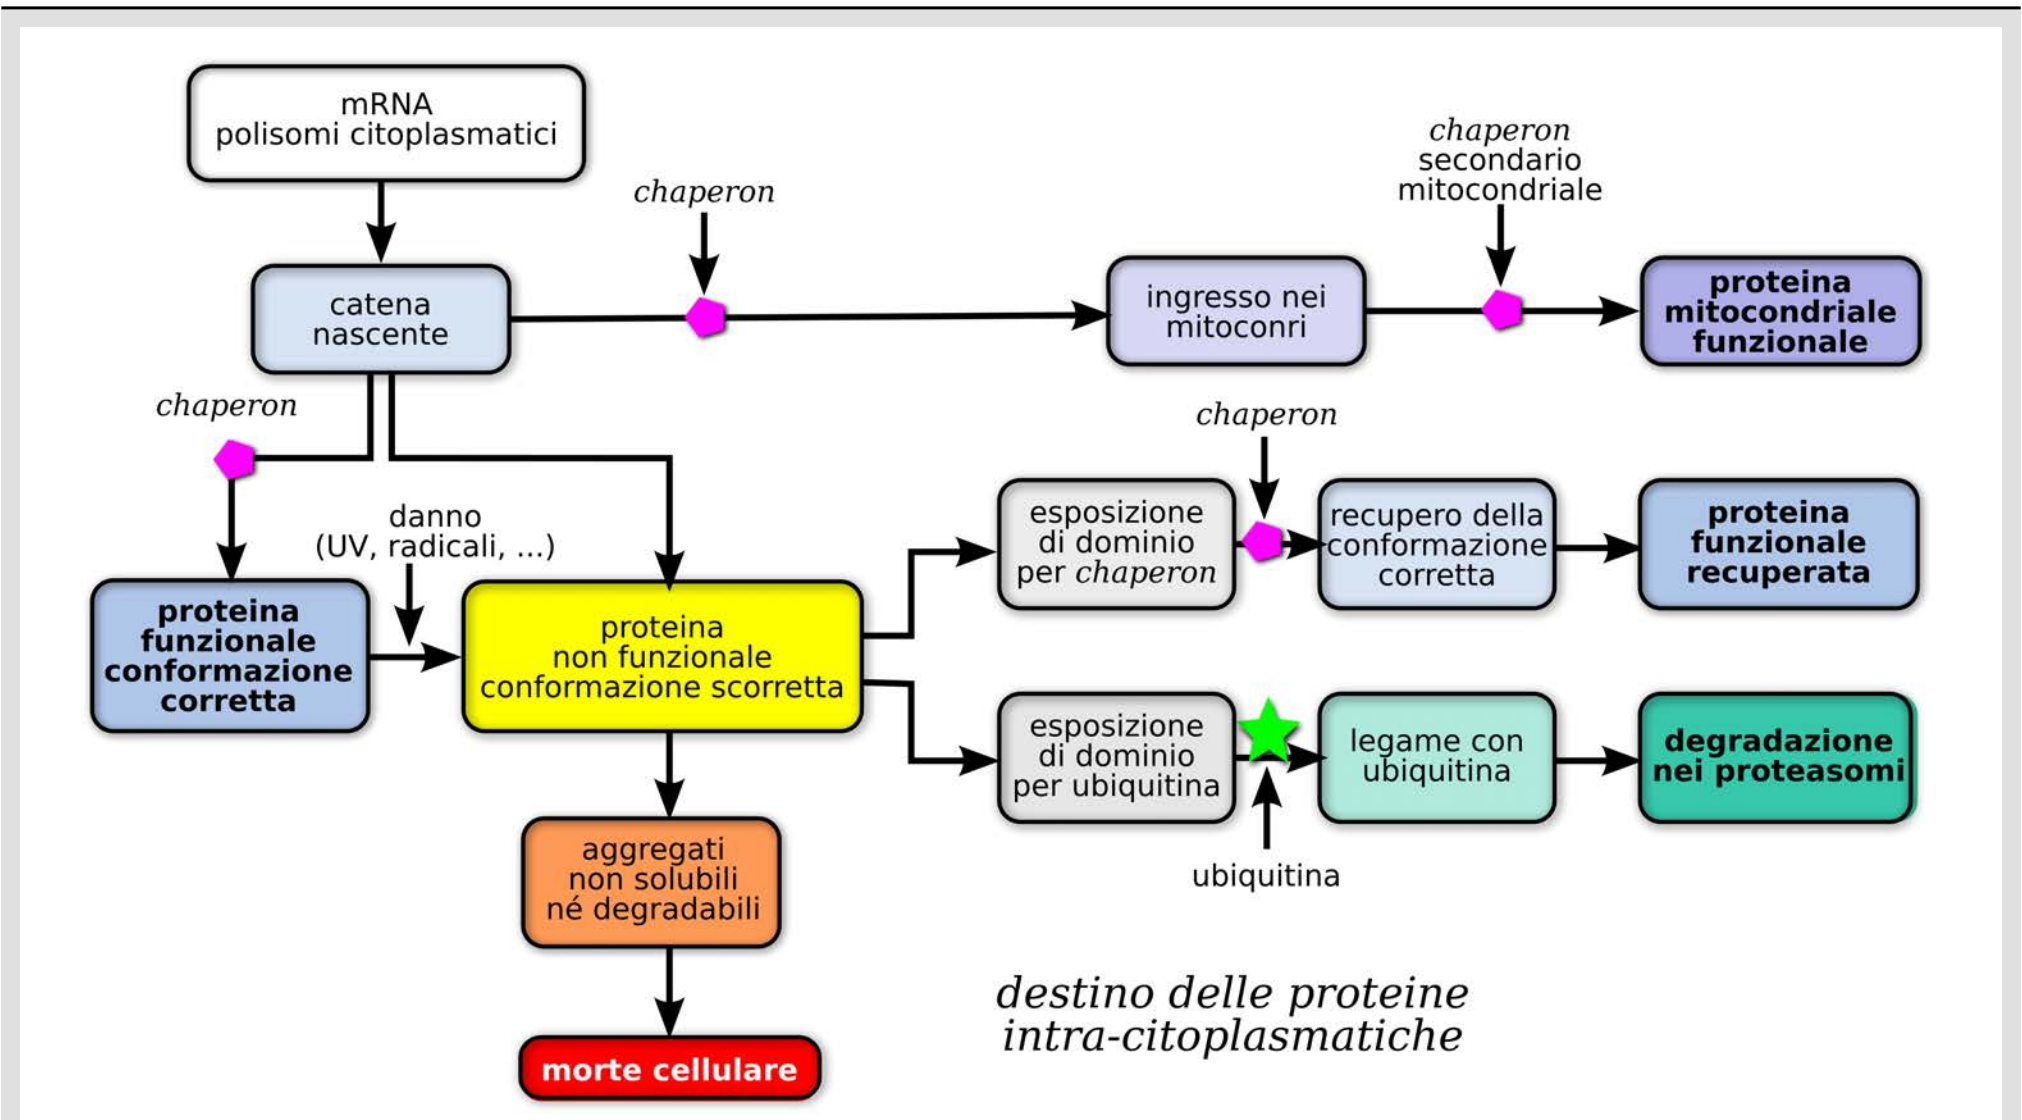 mRNA
polisomi citoplasmatici
chaperon
chaperon
secondario
mitocondriale
catena
nascente
ingresso nei
mitoconri
proteina
mitocondriale
funzionale
chaperon
chaperon
danno
(UV, radicali, ...)
esposizione
di dominio
per chaperon
recupero della
conformazione
corretta
proteina
funzionale
recuperata
proteina
funzionale
conformazione
corretta
proteina
non funzionale
conformazione scorretta
esposizione
di dominio
per ubiquitina
legame con
ubiquitina
degradazione
nei proteasomi
ubiquitina
aggregati
non solubili
né degradabili
morte cellulare
destino delle proteine
intra-citoplasmatiche